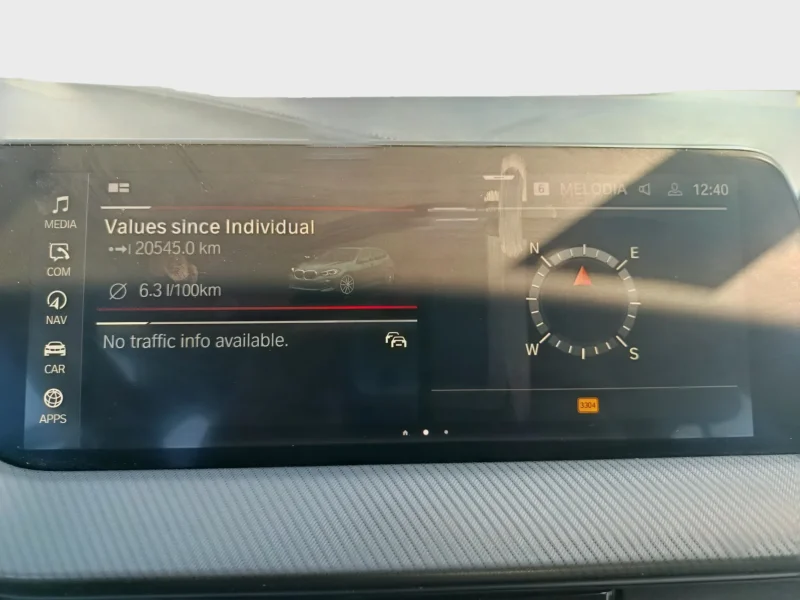 6 MELODIA 12:40
MEDIA
COM
NAV
CAR
APPS
Values since Individual
20545.0 km
6.3 l/100km
No traffic info available.
N E
W S
3304